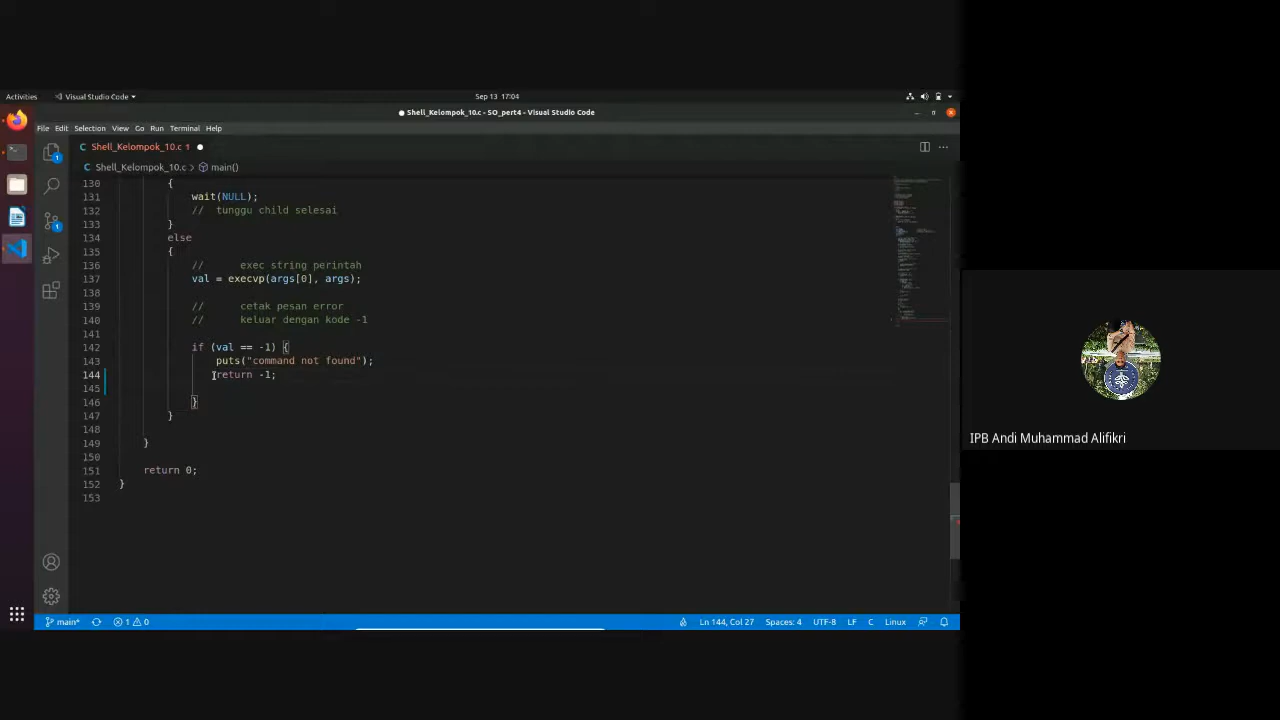 Activities
Visual Studio Code
Sep 13 17:04
● Shell_Kelompok_10.c - SO_pert4 - Visual Studio Code
File Edit Selection View Go Run Terminal Help
C Shell_Kelompok_10.c 1 ●
C Shell_Kelompok_10.c > main()
130 {
131 wait(NULL);
132 // tunggu child selesai
133 }
134 else
135 {
136 // exec string perintah
137 val = execvp(args[0], args);
138
139 // cetak pesan error
140 // keluar dengan kode -1
141
142 if (val == -1) {
143 puts("command not found");
144 return -1;
145
146 }
147 }
148
149 }
150
151 return 0;
152 }
153
IPB Andi Muhammad Alifikri
main* 1 0 Ln 144, Col 27 Spaces: 4 UTF-8 LF C Linux